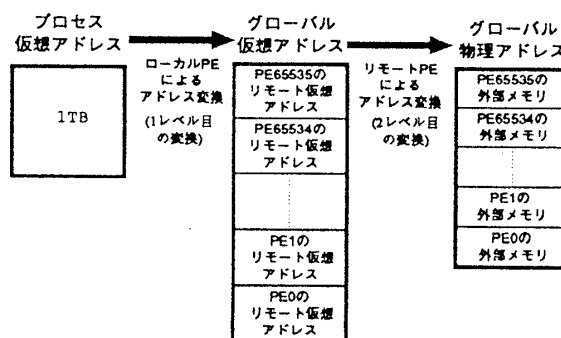 プロセス
仮想アドレス
1TB
ローカルPE
による
アドレス変換
(1レベル目
の変換)
グローバル
仮想アドレス
PE65535の
リモート仮想
アドレス
PE65534の
リモート仮想
アドレス
PE1の
リモート仮想
アドレス
PE0の
リモート仮想
アドレス
リモートPE
による
アドレス変換
(2レベル目
の変換)
グローバル
物理アドレス
PE65535の
外部メモリ
PE65534の
外部メモリ
PE1の
外部メモリ
PE0の
外部メモリ